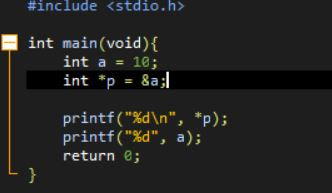 #include <stdio.h>
int main(void){
int a = 10;
int *p = &a;
printf("%d\n", *p);
printf("%d", a);
return 0;
}